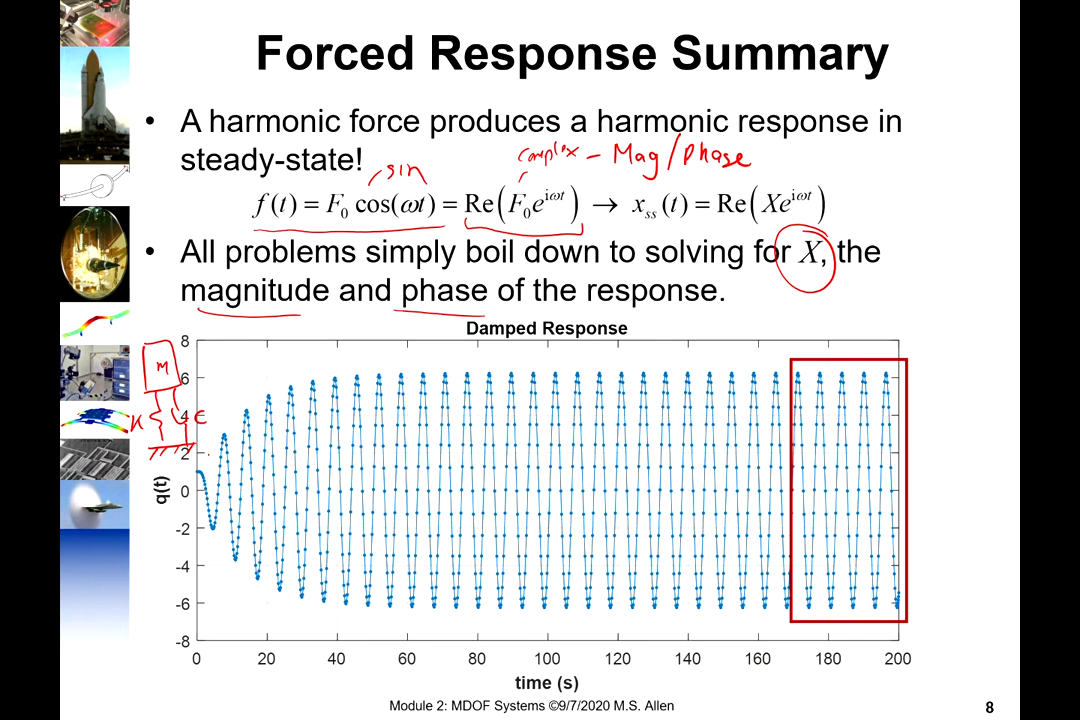 Forced Response Summary
• A harmonic force produces a harmonic response in
steady-state!
complex - Mag/phase
sin
f(t) = F₀ cos(ωt) = Re(F₀e^{iωt}) → x_{ss}(t) = Re(Xe^{iωt})
• All problems simply boil down to solving for X, the
magnitude and phase of the response.
Damped Response
8
6
4
2
0
-2
-4
-6
-8
q(t)
M
K
C
0 20 40 60 80 100 120 140 160 180 200
time (s)
Module 2: MDOF Systems ©9/7/2020 M.S. Allen
8